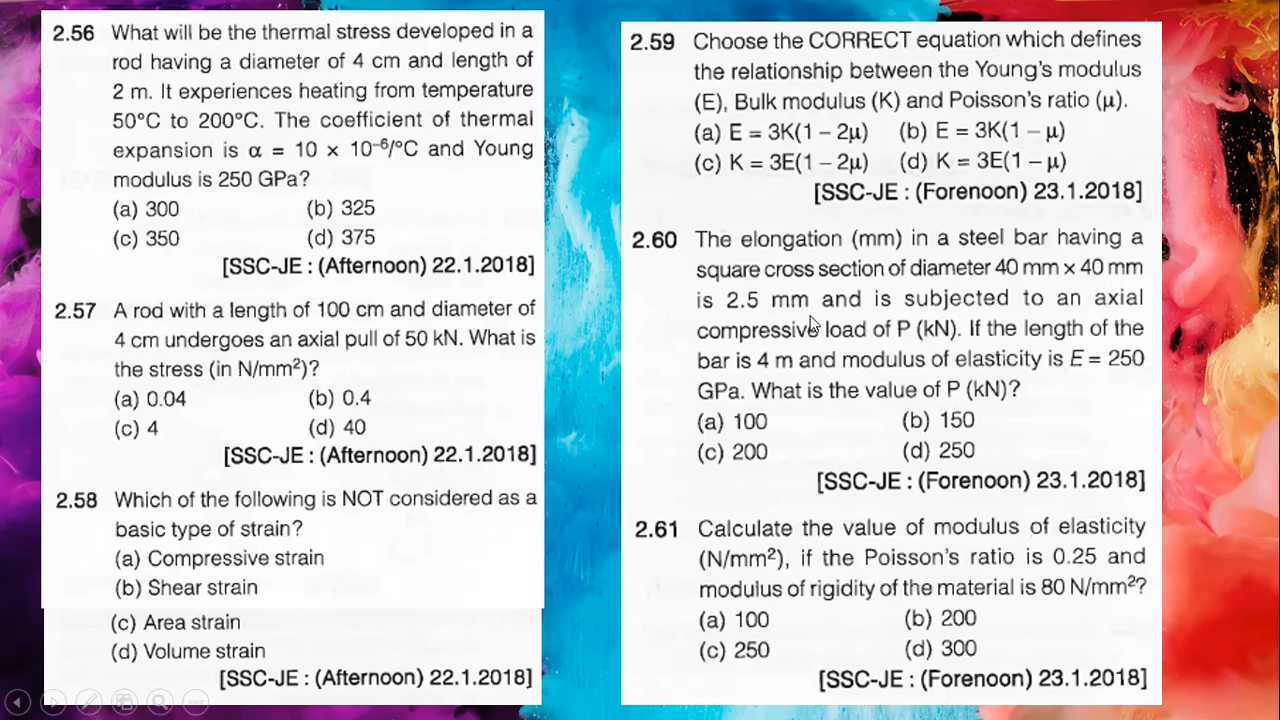 2.56 What will be the thermal stress developed in a
rod having a diameter of 4 cm and length of
2 m. It experiences heating from temperature
50°C to 200°C. The coefficient of thermal
expansion is α = 10 × 10⁻⁶/°C and Young
modulus is 250 GPa?
(a) 300 (b) 325
(c) 350 (d) 375
[SSC-JE : (Afternoon) 22.1.2018]
2.57 A rod with a length of 100 cm and diameter of
4 cm undergoes an axial pull of 50 kN. What is
the stress (in N/mm²)?
(a) 0.04 (b) 0.4
(c) 4 (d) 40
[SSC-JE : (Afternoon) 22.1.2018]
2.58 Which of the following is NOT considered as a
basic type of strain?
(a) Compressive strain
(b) Shear strain
(c) Area strain
(d) Volume strain
[SSC-JE : (Afternoon) 22.1.2018]
2.59 Choose the CORRECT equation which defines
the relationship between the Young's modulus
(E), Bulk modulus (K) and Poisson's ratio (μ).
(a) E = 3K(1 – 2μ) (b) E = 3K(1 – μ)
(c) K = 3E(1 – 2μ) (d) K = 3E(1 – μ)
[SSC-JE : (Forenoon) 23.1.2018]
2.60 The elongation (mm) in a steel bar having a
square cross section of diameter 40 mm × 40 mm
is 2.5 mm and is subjected to an axial
compressive load of P (kN). If the length of the
bar is 4 m and modulus of elasticity is E = 250
GPa. What is the value of P (kN)?
(a) 100 (b) 150
(c) 200 (d) 250
[SSC-JE : (Forenoon) 23.1.2018]
2.61 Calculate the value of modulus of elasticity
(N/mm²), if the Poisson's ratio is 0.25 and
modulus of rigidity of the material is 80 N/mm²?
(a) 100 (b) 200
(c) 250 (d) 300
[SSC-JE : (Forenoon) 23.1.2018]